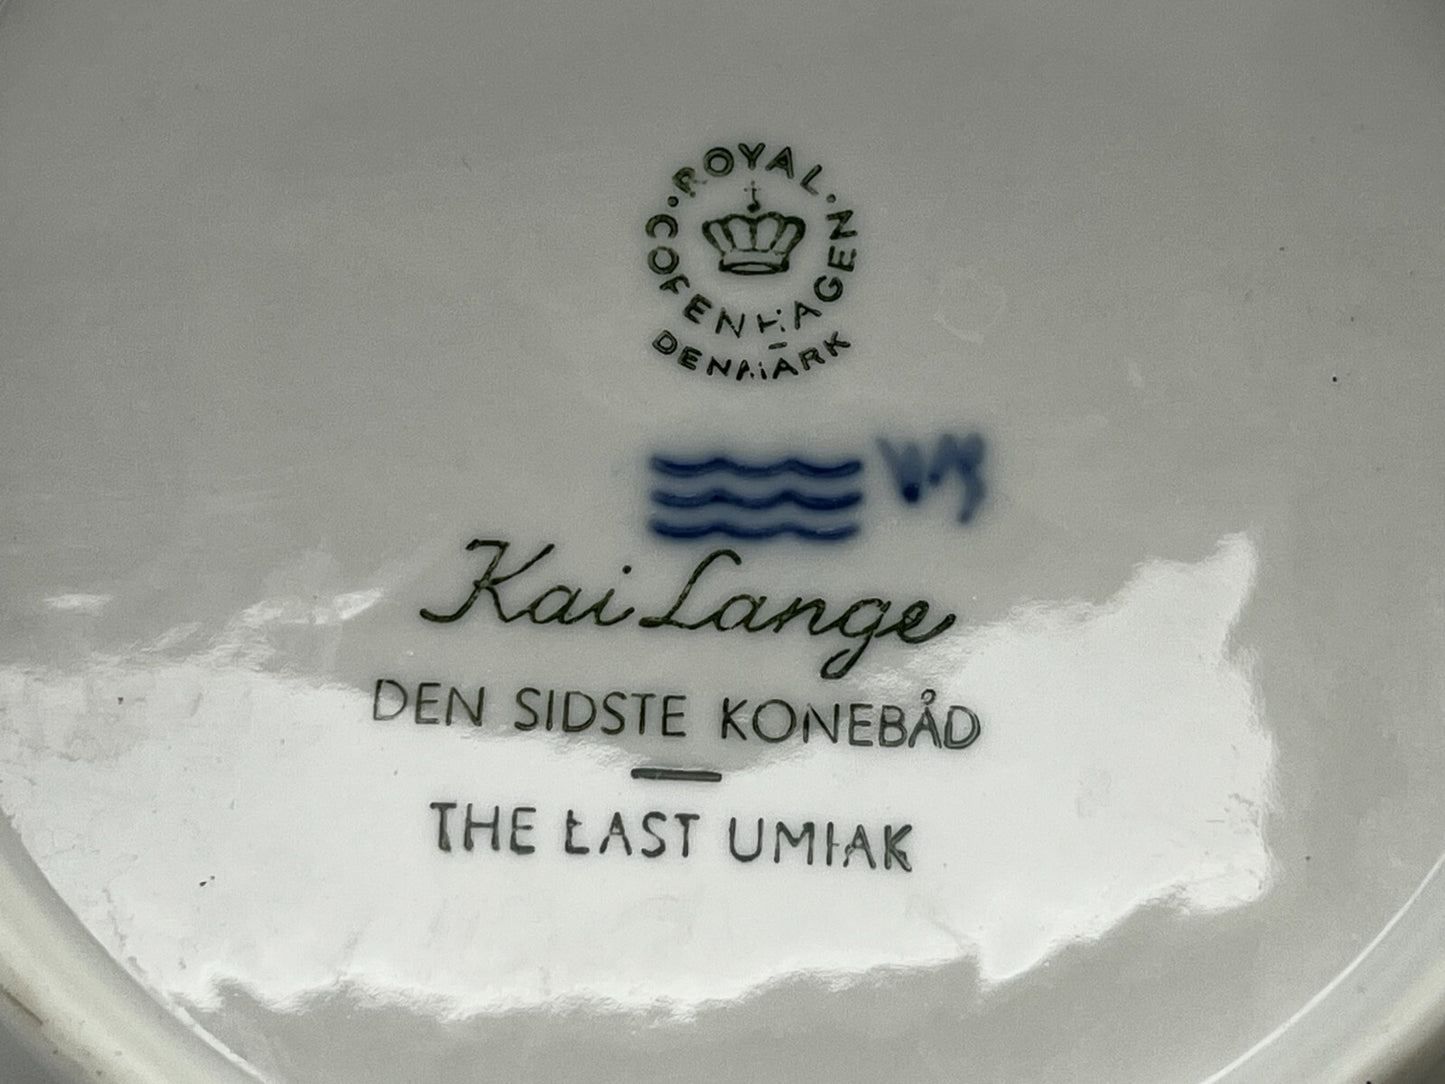 ROYAL · COPENHAGEN ·
DENMARK
Kai Lange
DEN SIDSTE KONEBÅD
THE LAST UMIAK